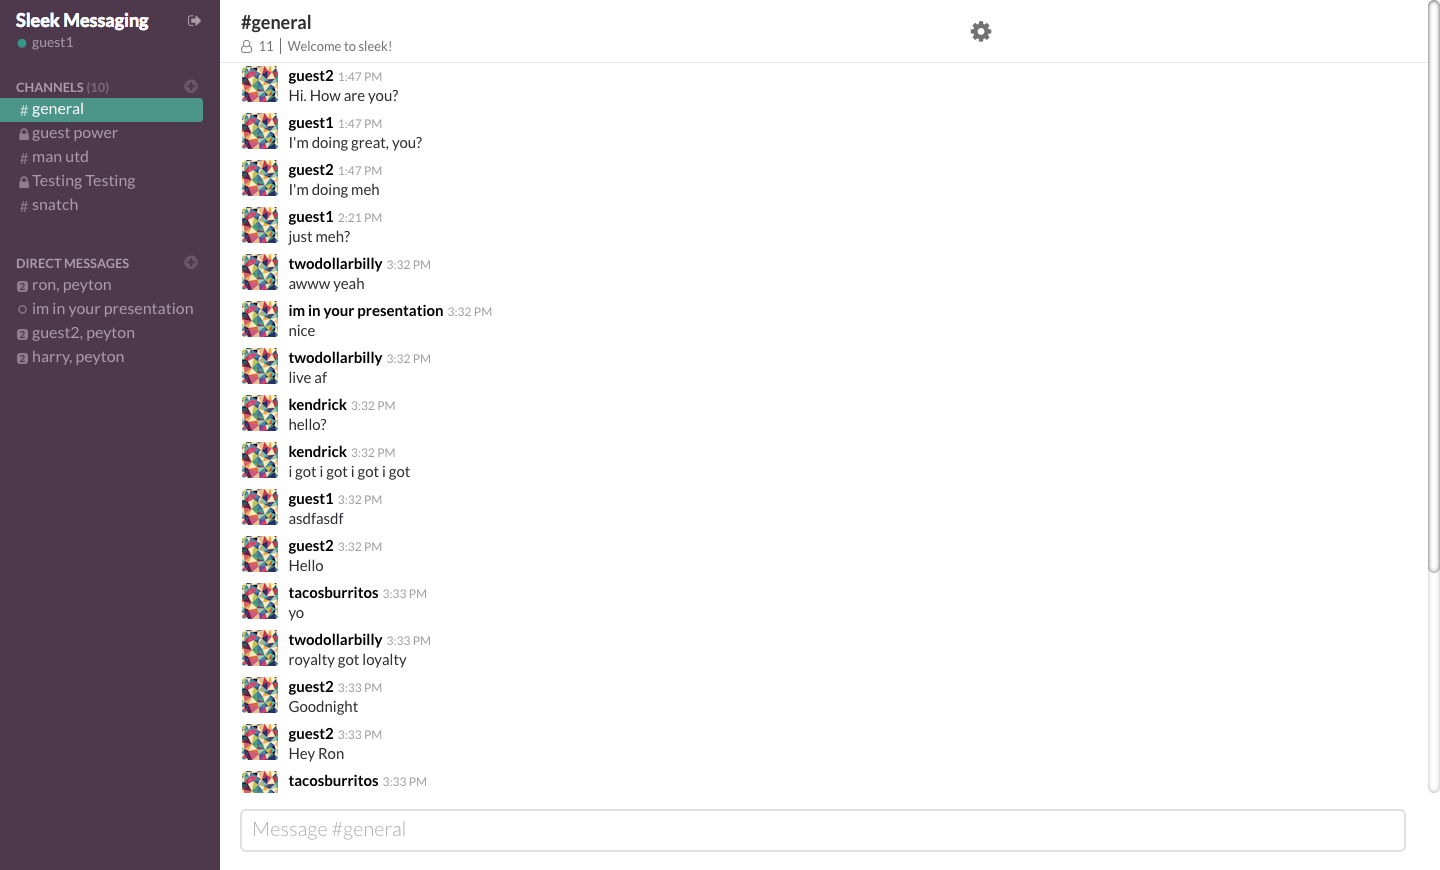 Sleek Messaging
guest1
CHANNELS (10)
# general
guest power
# man utd
Testing Testing
# snatch
DIRECT MESSAGES
2 ron, peyton
im in your presentation
2 guest2, peyton
2 harry, peyton
#general
11 | Welcome to sleek!
guest2 1:47 PM
Hi. How are you?
guest1 1:47 PM
I'm doing great, you?
guest2 1:47 PM
I'm doing meh
guest1 2:21 PM
just meh?
twodollarbilly 3:32 PM
awww yeah
im in your presentation 3:32 PM
nice
twodollarbilly 3:32 PM
live af
kendrick 3:32 PM
hello?
kendrick 3:32 PM
i got i got i got i got
guest1 3:32 PM
asdfasdf
guest2 3:32 PM
Hello
tacosburritos 3:33 PM
yo
twodollarbilly 3:33 PM
royalty got loyalty
guest2 3:33 PM
Goodnight
guest2 3:33 PM
Hey Ron
tacosburritos 3:33 PM
Message #general